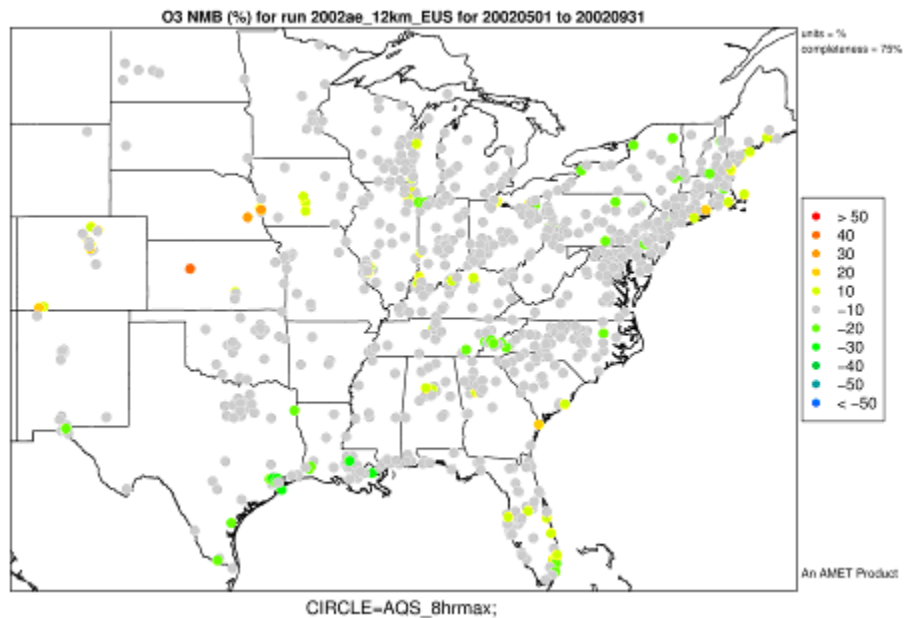 O3 NMB (%) for run 2002ae_12km_EUS for 20020501 to 20020931
units = %
completeness = 75%
> 50
40
30
20
10
−10
−20
−30
−40
−50
< −50
An AMET Product
CIRCLE=AQS_8hrmax;